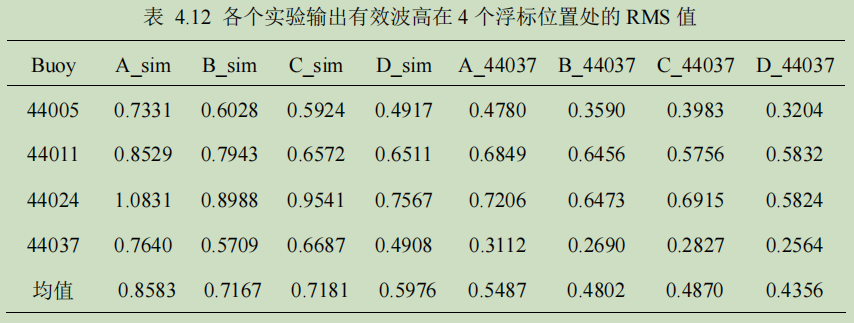 表 4.12 各个实验输出有效波高在 4 个浮标位置处的 RMS 值
Buoy A_sim B_sim C_sim D_sim A_44037 B_44037 C_44037 D_44037
44005 0.7331 0.6028 0.5924 0.4917 0.4780 0.3590 0.3983 0.3204
44011 0.8529 0.7943 0.6572 0.6511 0.6849 0.6456 0.5756 0.5832
44024 1.0831 0.8988 0.9541 0.7567 0.7206 0.6473 0.6915 0.5824
44037 0.7640 0.5709 0.6687 0.4908 0.3112 0.2690 0.2827 0.2564
均值 0.8583 0.7167 0.7181 0.5976 0.5487 0.4802 0.4870 0.4356